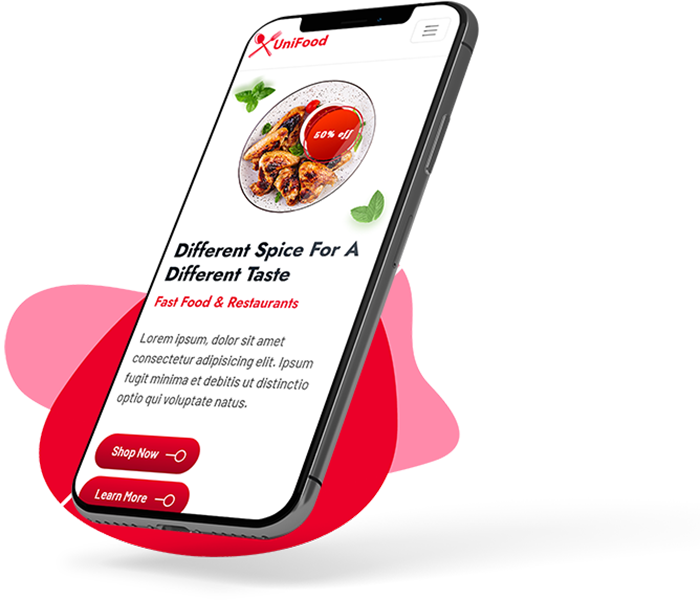 UniFood
50% off
Different Spice For A
Different Taste
Fast Food & Restaurants
Lorem ipsum, dolor sit amet
consectetur adipisicing elit. Ipsum
fugit minima et debitis ut distinctio
optio qui voluptate natus.
Shop Now
Learn More